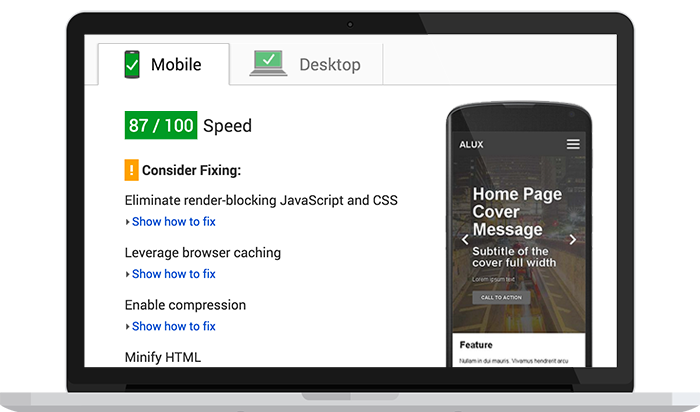 Mobile
Desktop
87 / 100 Speed
! Consider Fixing:
Eliminate render-blocking JavaScript and CSS
Show how to fix
Leverage browser caching
Show how to fix
Enable compression
Show how to fix
Minify HTML
ALUX
Home Page
Cover
Message
Subtitle of the
cover full width
Lorem ipsum text
CALL TO ACTION
Feature
Nullam in dui mauris. Vivamus hendrerit arcu